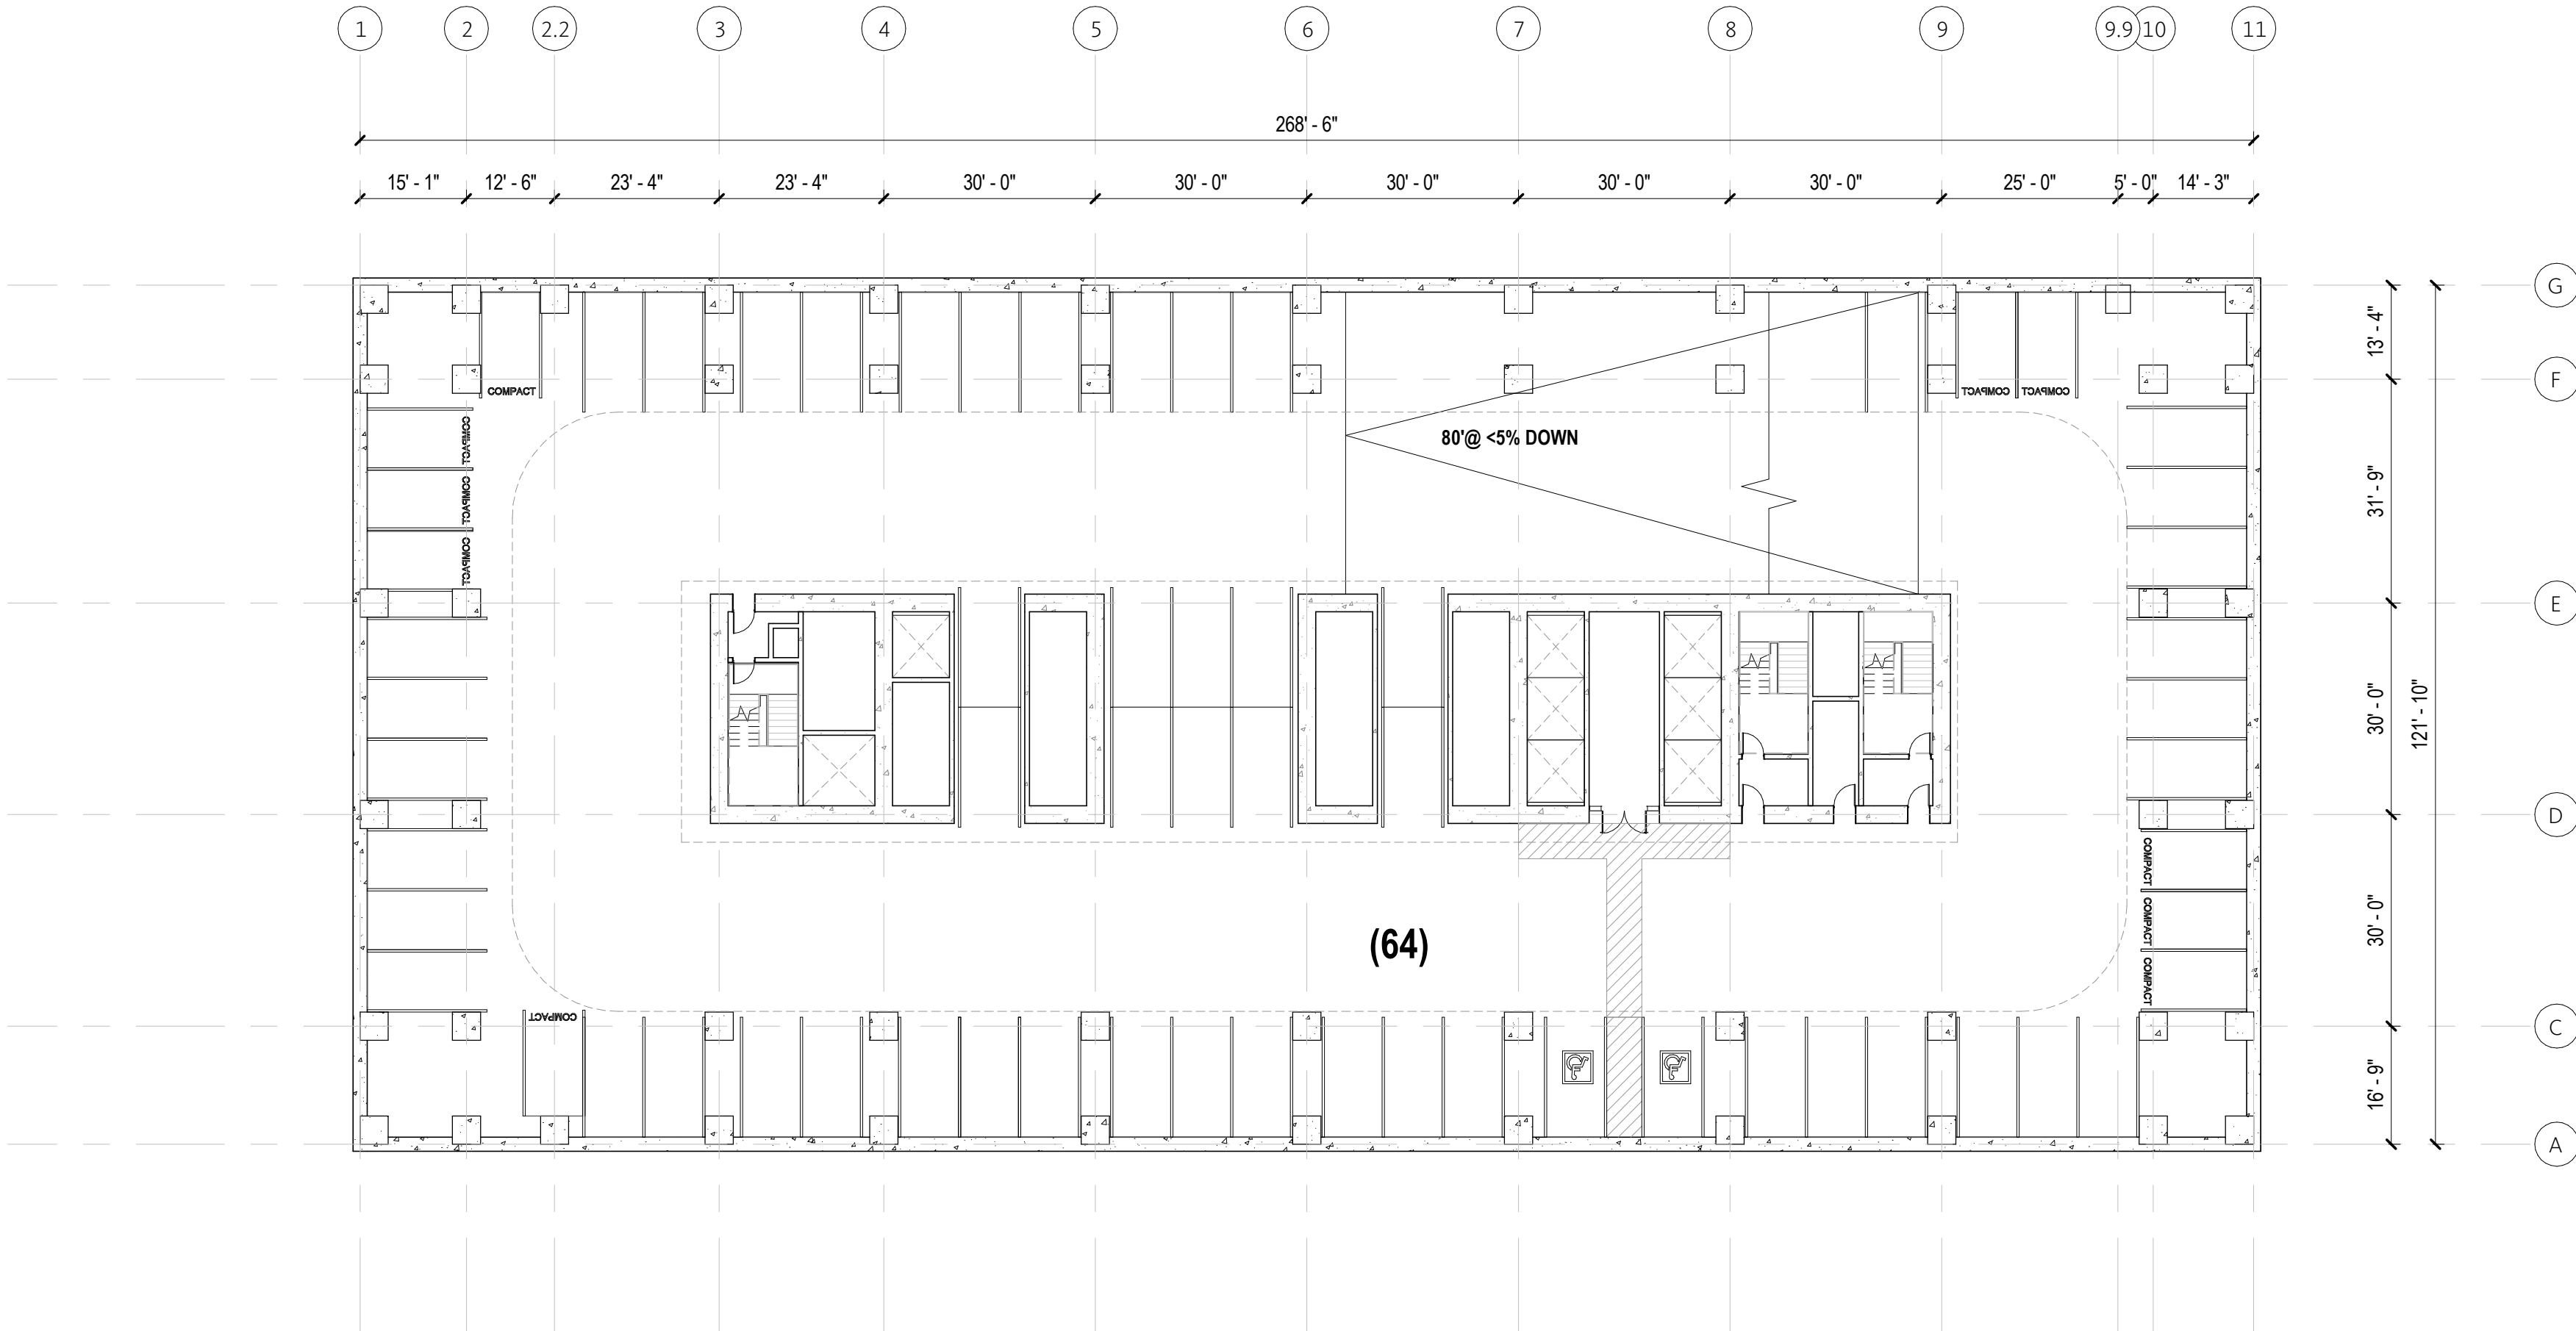 1 2 2.2 3 4 5 6 7 8 9 9.9 10 11
268' - 6"
15' - 1" 12' - 6" 23' - 4" 23' - 4" 30' - 0" 30' - 0" 30' - 0" 30' - 0" 30' - 0" 25' - 0" 5' - 0" 14' - 3"
G
13' - 4"
F
COMPACT
COMPACT
COMPACT
COMPACT
COMPACT
COMPACT
80'@ <5% DOWN
31' - 9"
E
30' - 0"
121' - 10"
D
COMPACT
COMPACT
COMPACT
(64)
30' - 0"
COMPACT
C
16' - 9"
A